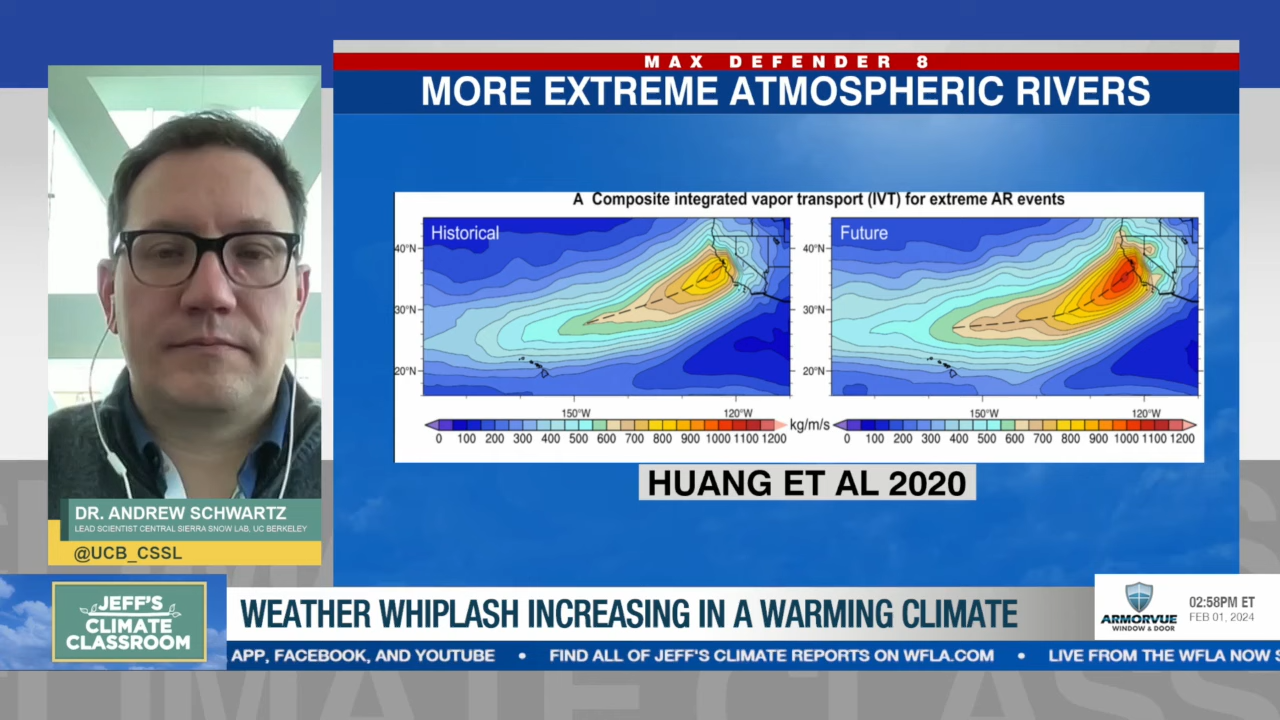 MAX DEFENDER 8
MORE EXTREME ATMOSPHERIC RIVERS
A Composite integrated vapor transport (IVT) for extreme AR events
Historical
40°N
30°N
20°N
150°W 120°W
0 100 200 300 400 500 600 700 800 900 1000 1100 1200
kg/m/s
Future
40°N
30°N
20°N
150°W 120°W
0 100 200 300 400 500 600 700 800 900 1000 1100 1200
HUANG ET AL 2020
DR. ANDREW SCHWARTZ
LEAD SCIENTIST CENTRAL SIERRA SNOW LAB, UC BERKELEY
@UCB_CSSL
JEFF'S
CLIMATE
CLASSROOM
WEATHER WHIPLASH INCREASING IN A WARMING CLIMATE
ARMORVUE
WINDOW & DOOR
02:58PM ET
FEB 01, 2024
APP, FACEBOOK, AND YOUTUBE • FIND ALL OF JEFF'S CLIMATE REPORTS ON WFLA.COM • LIVE FROM THE WFLA NOW S